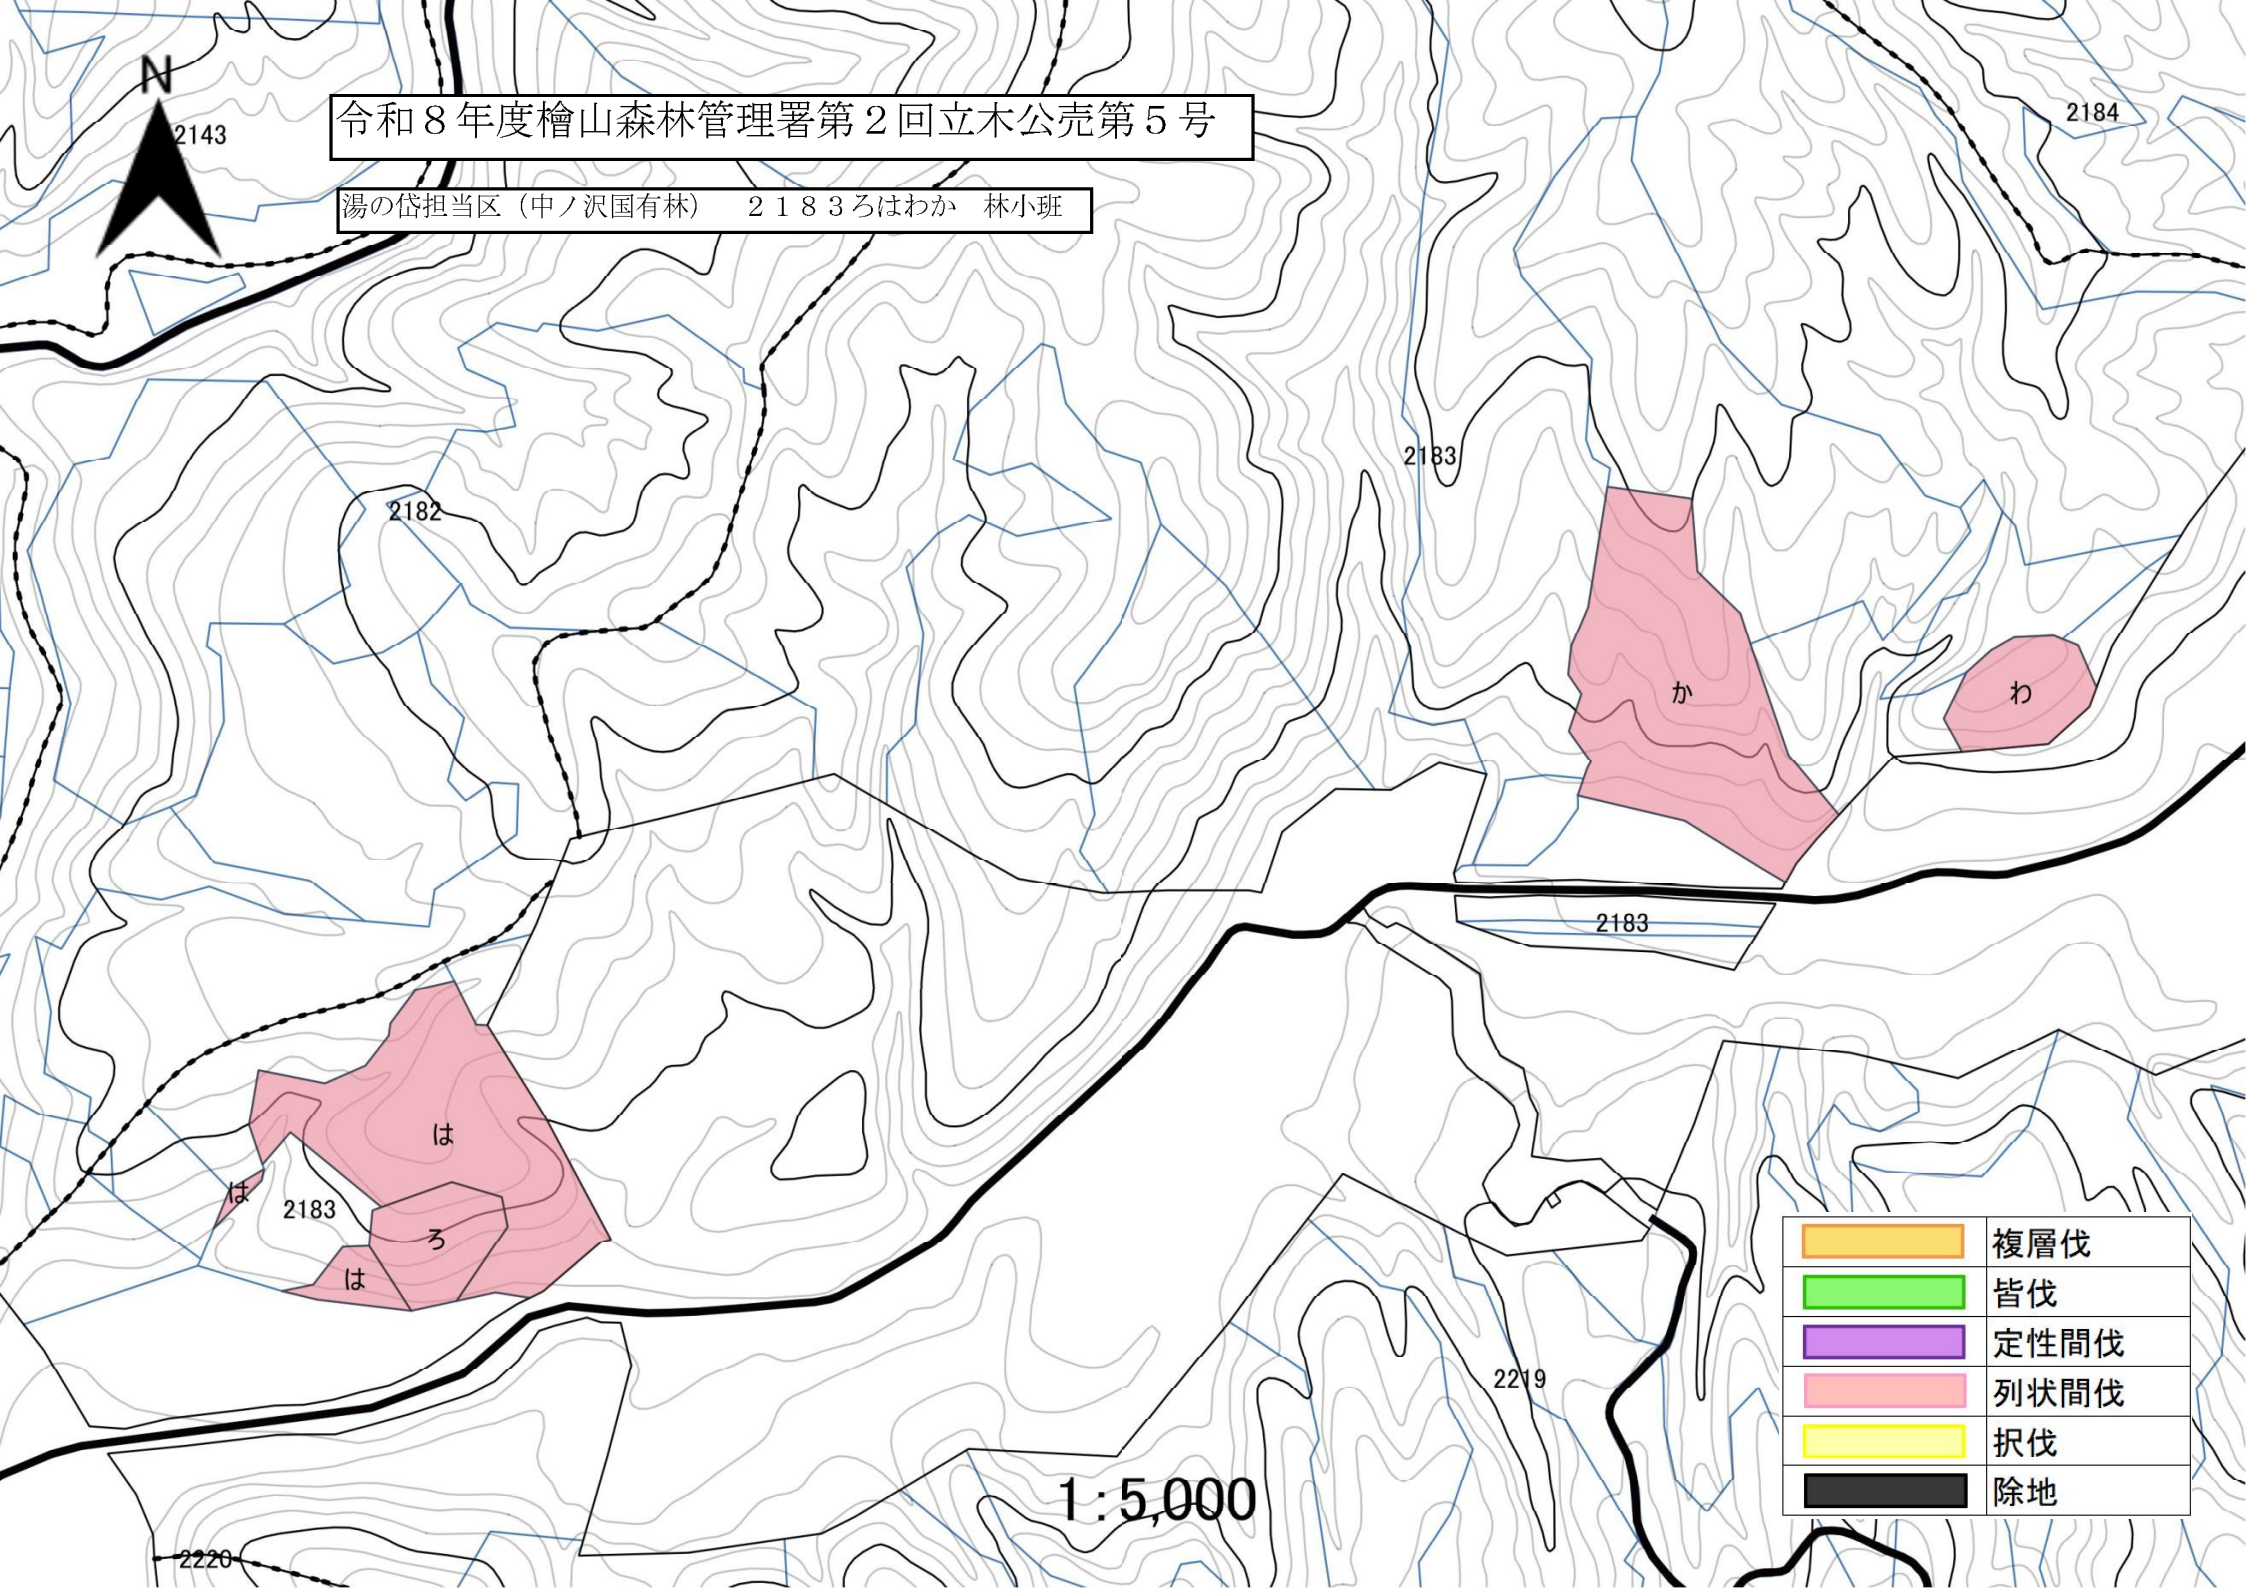 N
2143
令和８年度檜山森林管理署第２回立木公売第５号
2184
湯の岱担当区（中ノ沢国有林）　２１８３ろはわか　林小班
2183
2182
か
わ
2183
は
は
2183
ろ
は
複層伐
皆伐
定性間伐
列状間伐
択伐
除地
2219
1:5,000
2220